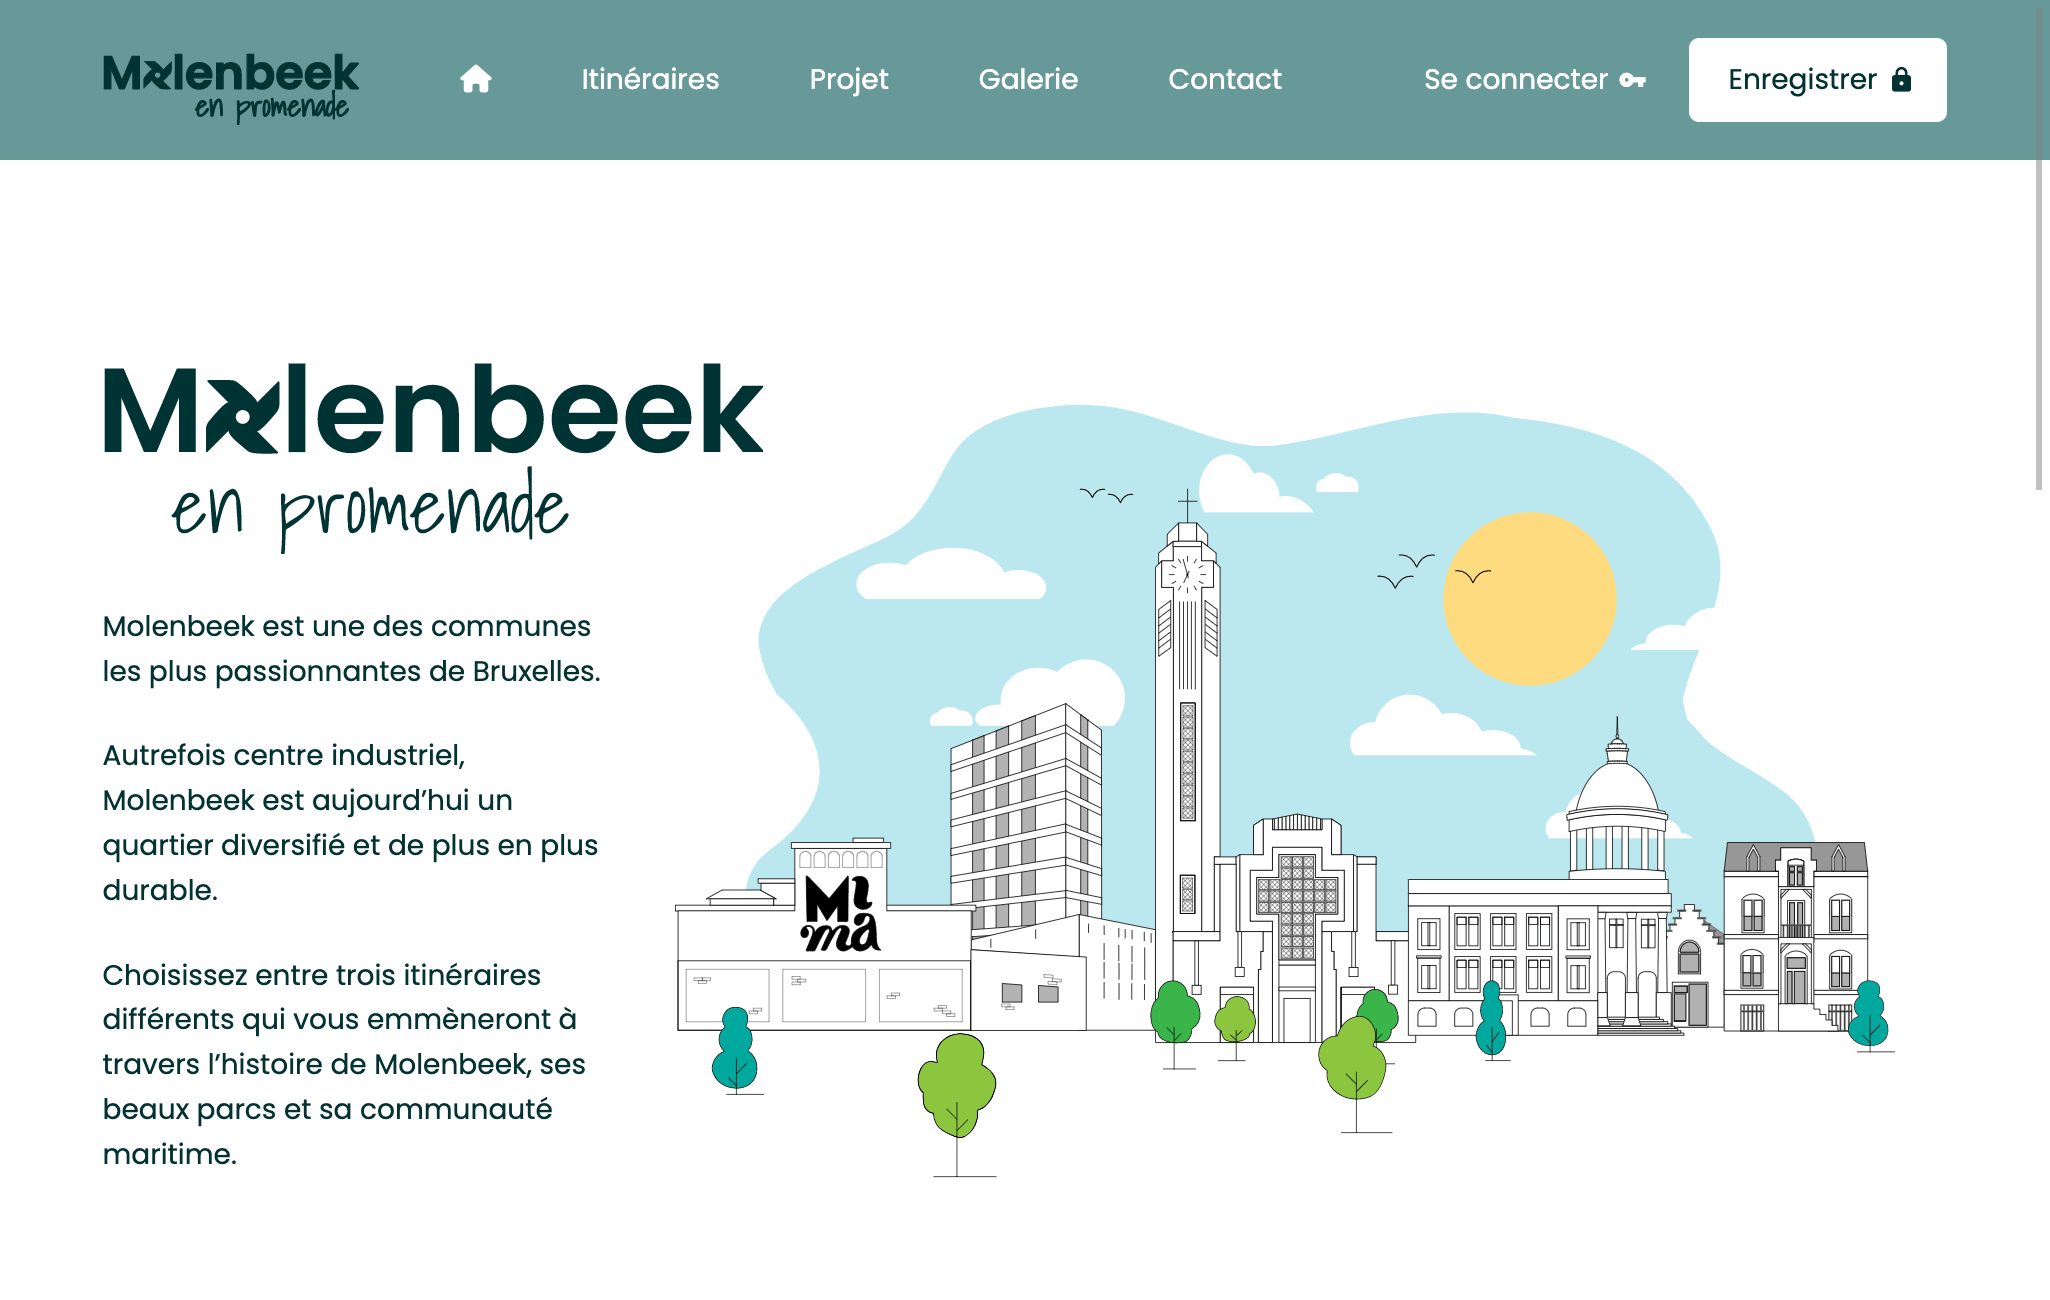 Molenbeek
en promenade
Itinéraires
Projet
Galerie
Contact
Se connecter
Enregistrer
Molenbeek
en promenade
Molenbeek est une des communes
les plus passionnantes de Bruxelles.
Autrefois centre industriel,
Molenbeek est aujourd’hui un
quartier diversifié et de plus en plus
durable.
Choisissez entre trois itinéraires
différents qui vous emmèneront à
travers l’histoire de Molenbeek, ses
beaux parcs et sa communauté
maritime.
Mi
ma